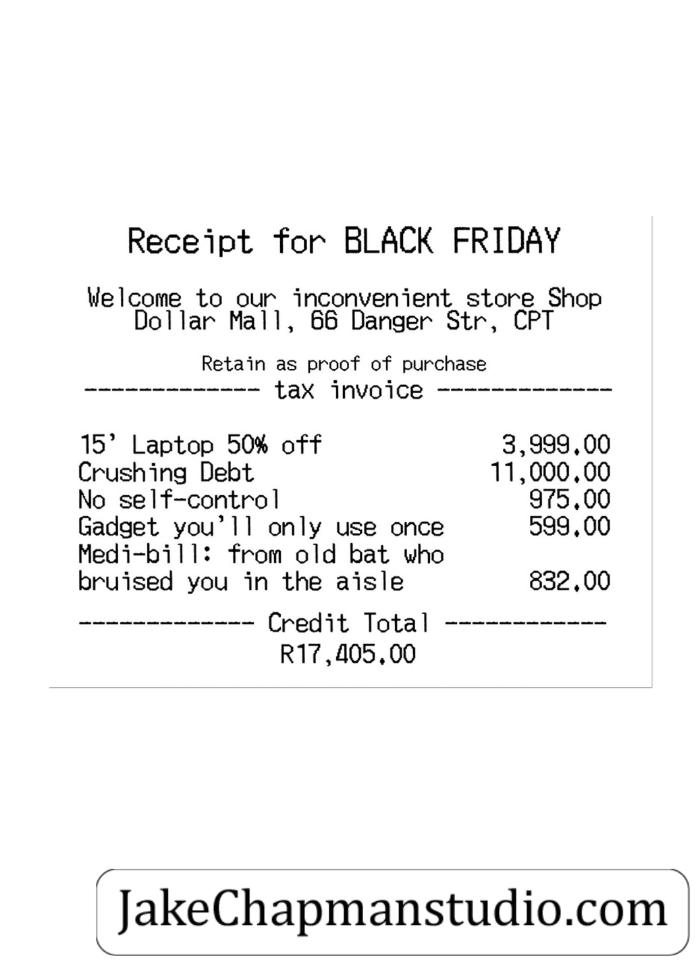 Receipt for BLACK FRIDAY
Welcome to our inconvenient store Shop
Dollar Mall, 66 Danger Str, CPT
Retain as proof of purchase
------------- tax invoice -------------
15’ Laptop 50% off 3,999.00
Crushing Debt 11,000.00
No self-control 975.00
Gadget you’ll only use once 599.00
Medi-bill: from old bat who
bruised you in the aisle 832.00
------------- Credit Total ------------
R17,405.00
JakeChapmanstudio.com